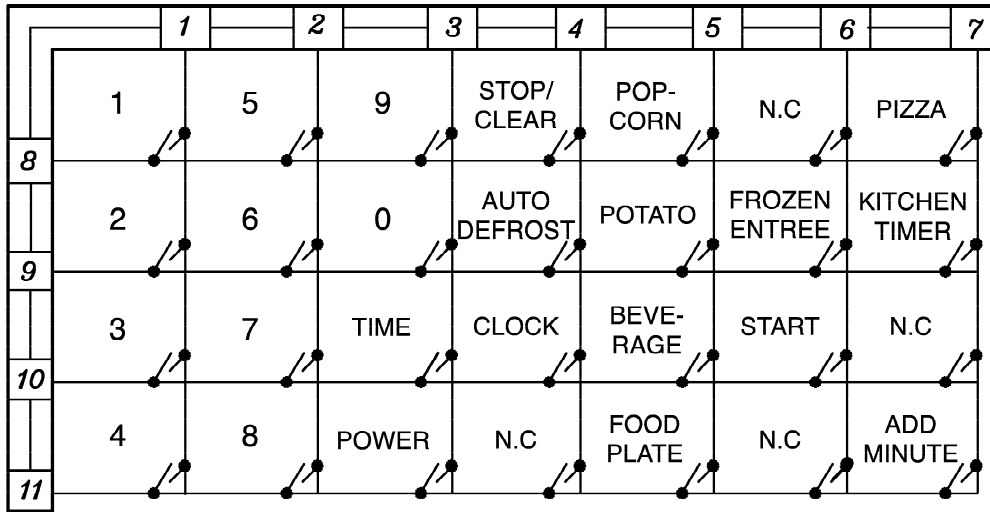 1 2 3 4 5 6 7
1 5 9 STOP/ CLEAR POP- CORN N.C PIZZA
8
2 6 0 AUTO DEFROST POTATO FROZEN ENTREE KITCHEN TIMER
9
3 7 TIME CLOCK BEVE- RAGE START N.C
10
4 8 POWER N.C FOOD PLATE N.C ADD MINUTE
11